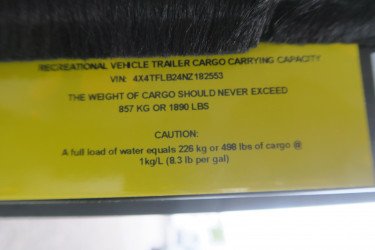 RECREATIONAL VEHICLE TRAILER CARGO CARRYING CAPACITY
VIN: 4X4TFLB24NZ182553
THE WEIGHT OF CARGO SHOULD NEVER EXCEED
857 KG OR 1890 LBS
CAUTION:
A full load of water equals 226 kg or 498 lbs of cargo @
1kg/L (8.3 lb per gal)